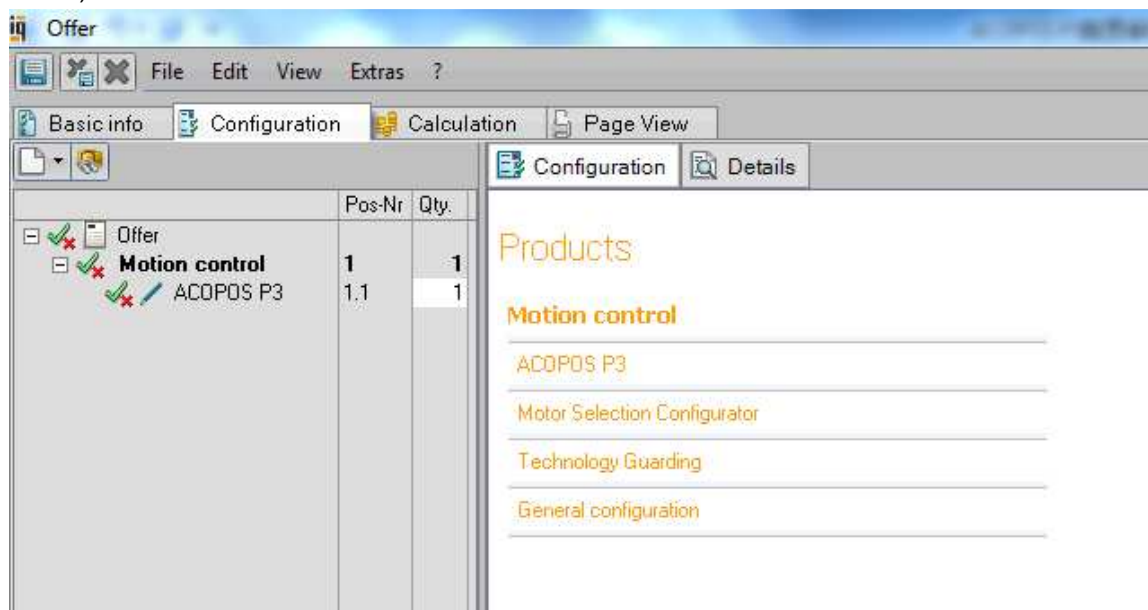 iq Offer
File Edit View Extras ?
Basic info Configuration Calculation Page View
Configuration Details
Pos-Nr Qty.
Offer
Motion control 1 1
ACOPOS P3 1.1 1
Products
Motion control
ACOPOS P3
Motor Selection Configurator
Technology Guarding
General configuration